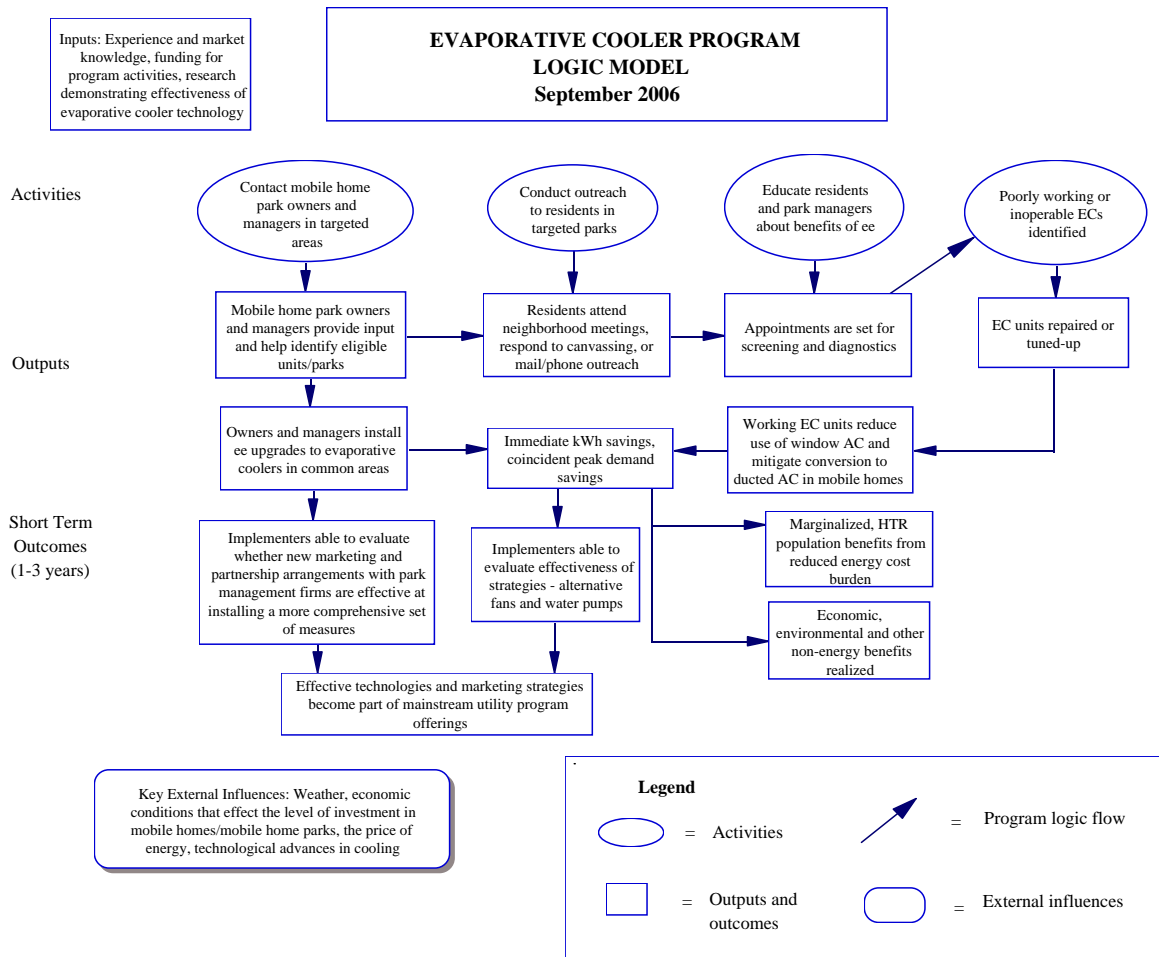 Inputs: Experience and market
knowledge, funding for
program activities, research
demonstrating effectiveness of
evaporative cooler technology
EVAPORATIVE COOLER PROGRAM
LOGIC MODEL
September 2006
Activities
Contact mobile home
park owners and
managers in targeted
areas
Conduct outreach
to residents in
targeted parks
Educate residents
and park managers
about benefits of ee
Poorly working or
inoperable ECs
identified
Outputs
Mobile home park owners
and managers provide input
and help identify eligible
units/parks
Residents attend
neighborhood meetings,
respond to canvassing, or
mail/phone outreach
Appointments are set for
screening and diagnostics
EC units repaired or
tuned-up
Owners and managers install
ee upgrades to evaporative
coolers in common areas
Immediate kWh savings,
coincident peak demand
savings
Working EC units reduce
use of window AC and
mitigate conversion to
ducted AC in mobile homes
Short Term
Outcomes
(1-3 years)
Implementers able to evaluate
whether new marketing and
partnership arrangements with park
management firms are effective at
installing a more comprehensive set
of measures
Implementers able to
evaluate effectiveness of
strategies - alternative
fans and water pumps
Marginalized, HTR
population benefits from
reduced energy cost
burden
Economic,
environmental and other
non-energy benefits
realized
Effective technologies and marketing strategies
become part of mainstream utility program
offerings
Key External Influences: Weather, economic
conditions that effect the level of investment in
mobile homes/mobile home parks, the price of
energy, technological advances in cooling
Legend
= Activities
= Program logic flow
= Outputs and
outcomes
= External influences